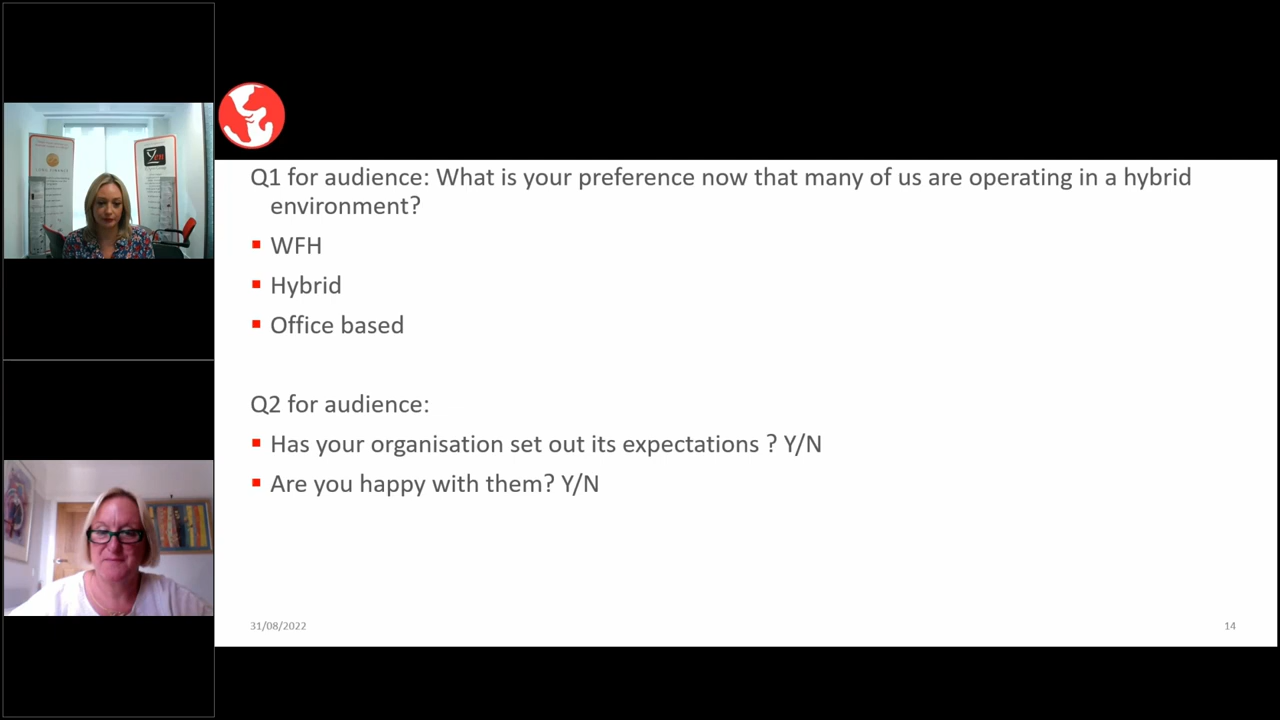 Q1 for audience: What is your preference now that many of us are operating in a hybrid
environment?
WFH
Hybrid
Office based
Q2 for audience:
Has your organisation set out its expectations ? Y/N
Are you happy with them? Y/N
31/08/2022
14